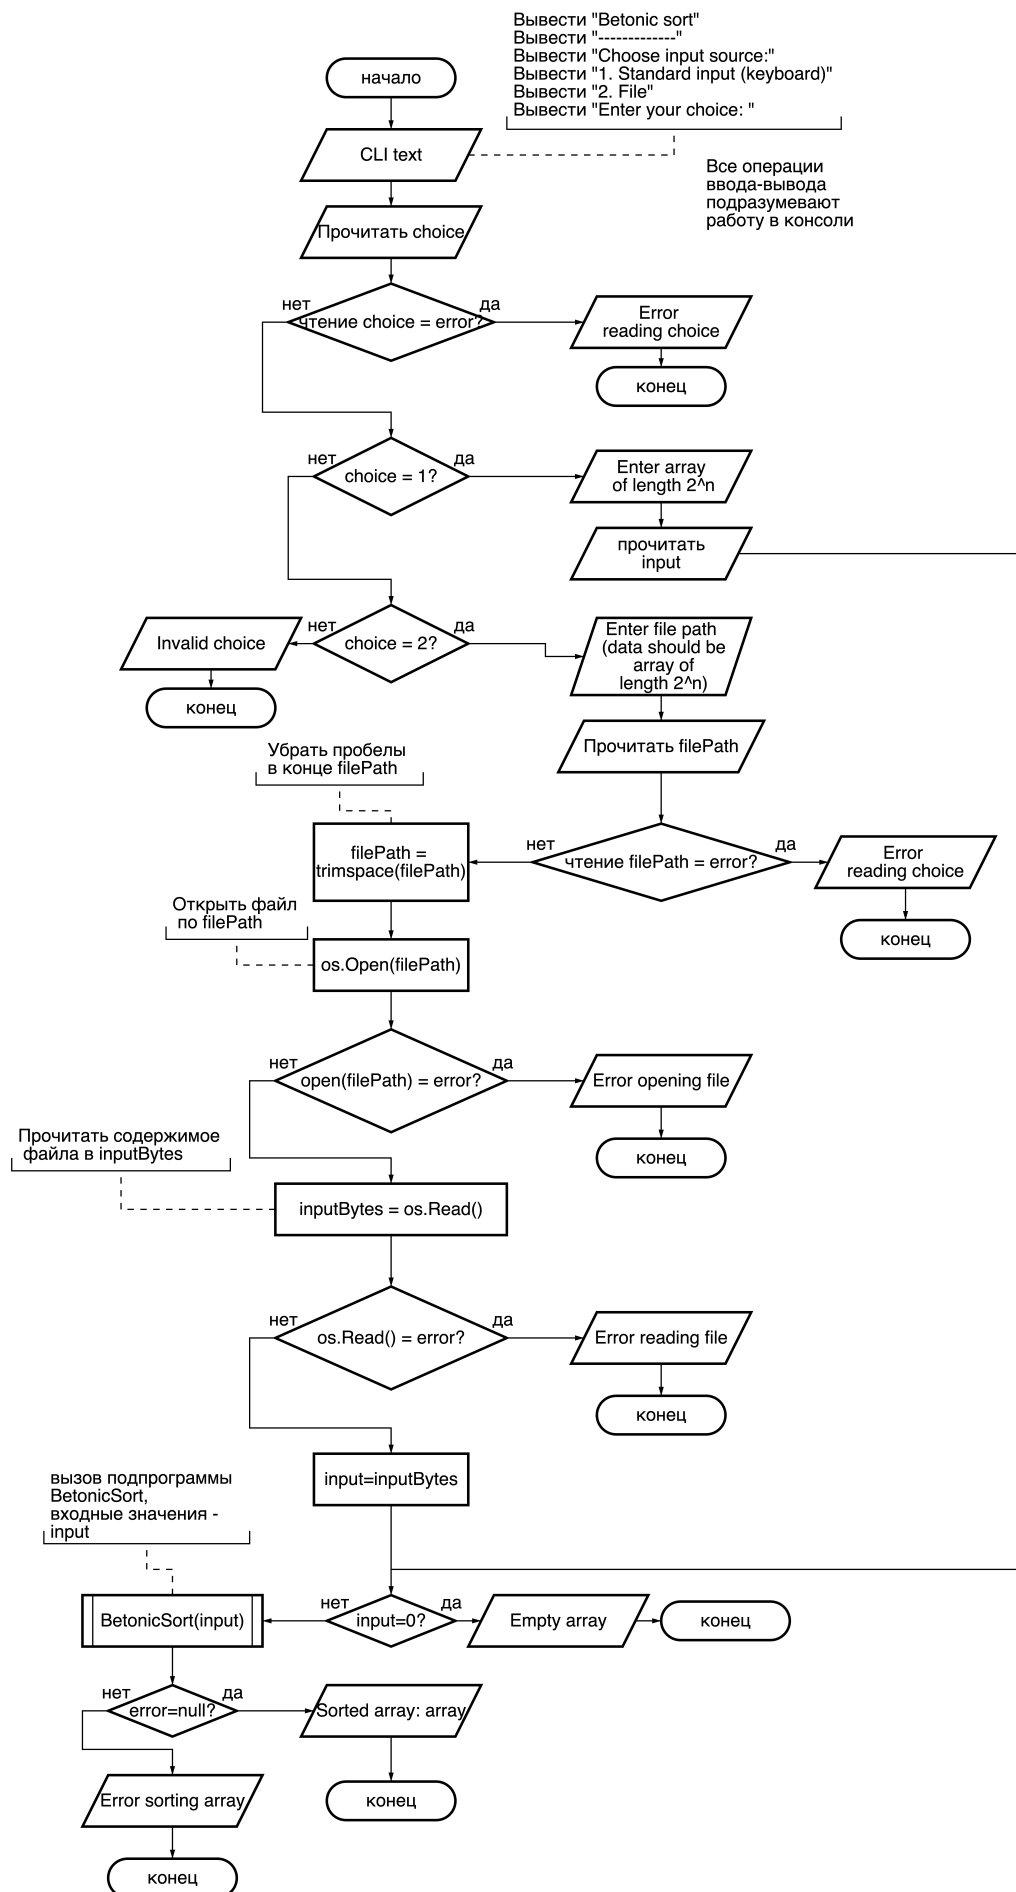 Вывести "Betonic sort"
Вывести "-------------"
Вывести "Choose input source:"
Вывести "1. Standard input (keyboard)"
Вывести "2. File"
Вывести "Enter your choice: "
начало
CLI text
Все операции
ввода-вывода
подразумевают
работу в консоли
Прочитать choice
нет
да
чтение choice = error?
Error
reading choice
конец
нет
да
choice = 1?
Enter array
of length 2^n
прочитать
input
нет
да
choice = 2?
Invalid choice
конец
Enter file path
(data should be
array of
length 2^n)
Прочитать filePath
Убрать пробелы
в конце filePath
нет
да
чтение filePath = error?
filePath =
trimspace(filePath)
Error
reading choice
конец
Открыть файл
по filePath
os.Open(filePath)
нет
да
open(filePath) = error?
Error opening file
конец
Прочитать содержимое
файла в inputBytes
inputBytes = os.Read()
нет
да
os.Read() = error?
Error reading file
конец
input=inputBytes
вызов подпрограммы
BetonicSort,
входные значения -
input
нет
да
BetonicSort(input)
input=0?
Empty array
конец
нет
да
error=null?
Sorted array: array
конец
Error sorting array
конец